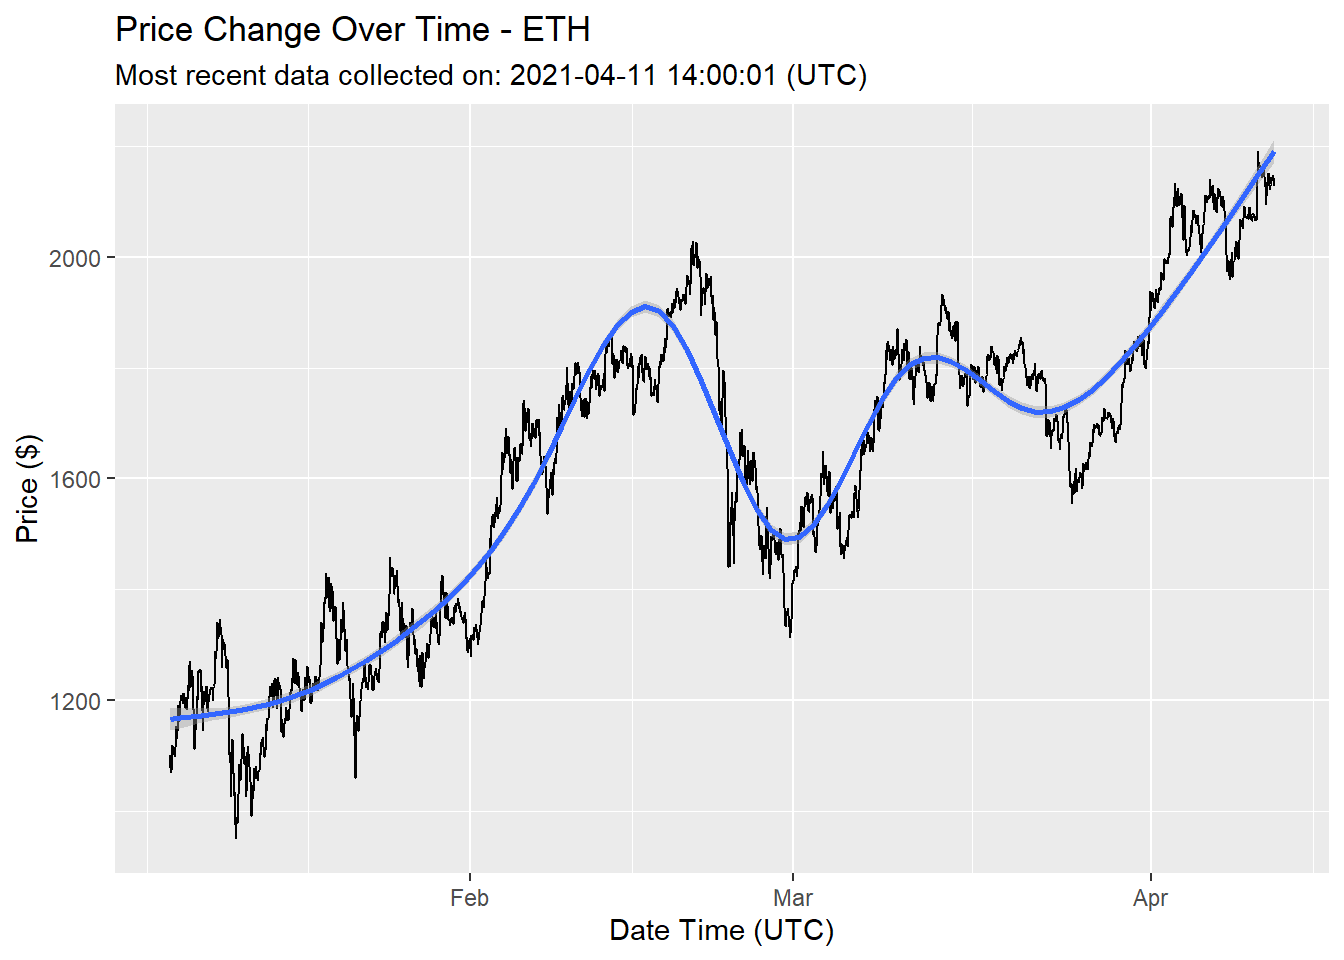 Price Change Over Time - ETH
Most recent data collected on: 2021-04-11 14:00:01 (UTC)
Price ($)
2000
1600
1200
Feb
Mar
Apr
Date Time (UTC)